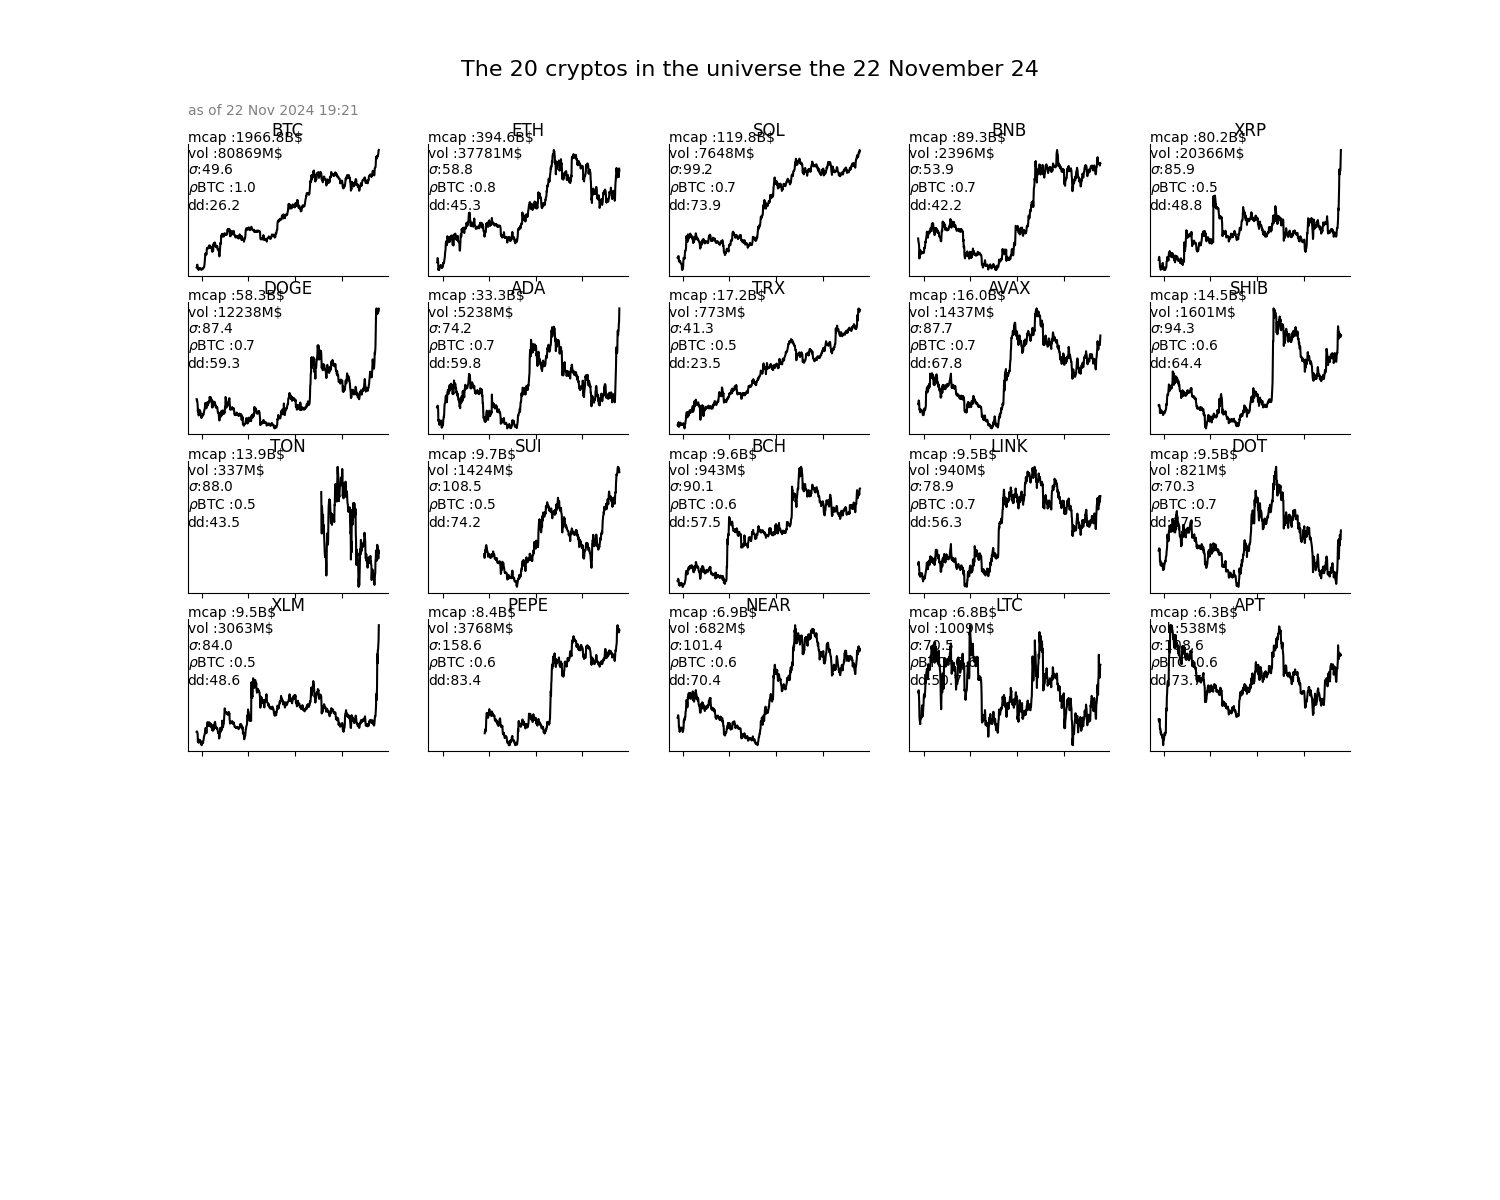 The 20 cryptos in the universe the 22 November 24
as of 22 Nov 2024 19:21
BTC
mcap :1966.8B$
vol :80869M$
σ:49.6
ρBTC :1.0
dd:26.2
ETH
mcap :394.6B$
vol :37781M$
σ:58.8
ρBTC :0.8
dd:45.3
SOL
mcap :119.8B$
vol :7648M$
σ:99.2
ρBTC :0.7
dd:73.9
BNB
mcap :89.3B$
vol :2396M$
σ:53.9
ρBTC :0.7
dd:42.2
XRP
mcap :80.2B$
vol :20366M$
σ:85.9
ρBTC :0.5
dd:48.8
DOGE
mcap :58.3B$
vol :12238M$
σ:87.4
ρBTC :0.7
dd:59.3
ADA
mcap :33.3B$
vol :5238M$
σ:74.2
ρBTC :0.7
dd:59.8
TRX
mcap :17.2B$
vol :773M$
σ:41.3
ρBTC :0.5
dd:23.5
AVAX
mcap :16.0B$
vol :1437M$
σ:87.7
ρBTC :0.7
dd:67.8
SHIB
mcap :14.5B$
vol :1601M$
σ:94.3
ρBTC :0.6
dd:64.4
TON
mcap :13.9B$
vol :337M$
σ:88.0
ρBTC :0.5
dd:43.5
SUI
mcap :9.7B$
vol :1424M$
σ:108.5
ρBTC :0.5
dd:74.2
BCH
mcap :9.6B$
vol :943M$
σ:90.1
ρBTC :0.6
dd:57.5
LINK
mcap :9.5B$
vol :940M$
σ:78.9
ρBTC :0.7
dd:56.3
DOT
mcap :9.5B$
vol :821M$
σ:70.3
ρBTC :0.7
XLM
mcap :9.5B$
vol :3063M$
σ:84.0
ρBTC :0.5
dd:48.6
PEPE
mcap :8.4B$
vol :3768M$
σ:158.6
ρBTC :0.6
dd:83.4
NEAR
mcap :6.9B$
vol :682M$
σ:101.4
ρBTC :0.6
dd:70.4
LTC
mcap :6.8B$
vol :1009M$
APT
mcap :6.3B$
vol :538M$
ρBTC :0.6